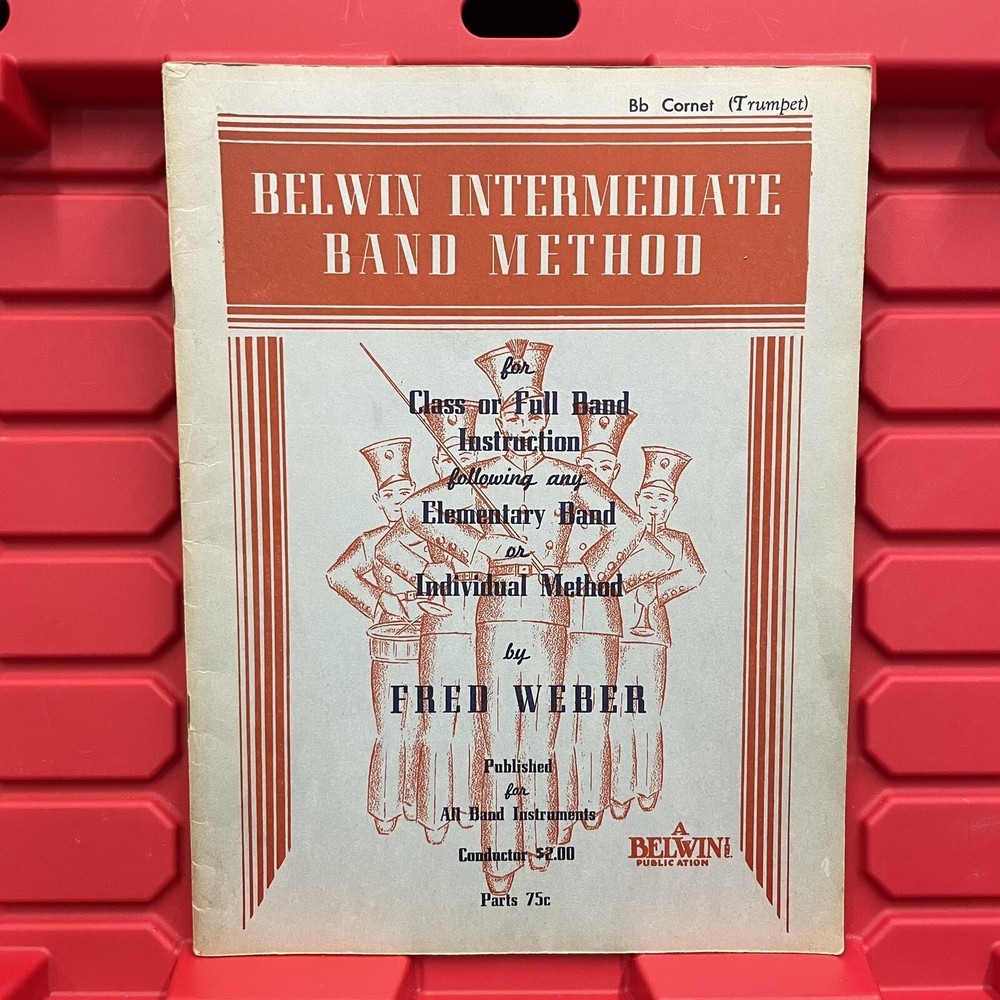 Bb Cornet (Trumpet)
BELWIN INTERMEDIATE
BAND METHOD
for
Class or Full Band
Instruction
following any
Elementary Band
or
Individual Method
by
FRED WEBER
Published
for
All Band Instruments
Conductor $2.00
Parts 75c
A
BELWIN INC.
PUBLICATION